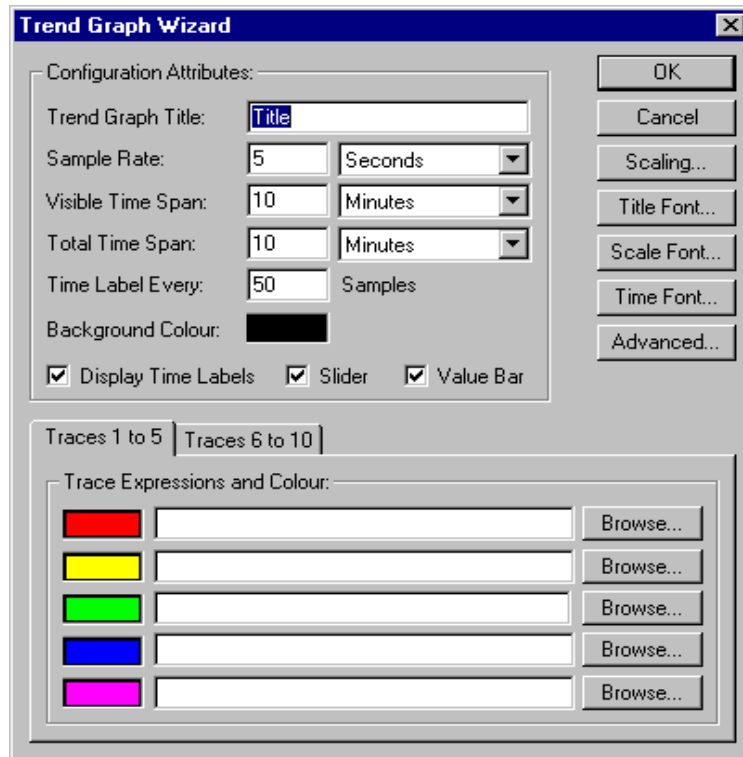 Trend Graph Wizard
Configuration Attributes:
Trend Graph Title: Title
Sample Rate: 5 Seconds
Visible Time Span: 10 Minutes
Total Time Span: 10 Minutes
Time Label Every: 50 Samples
Background Colour:
Display Time Labels Slider Value Bar
OK
Cancel
Scaling...
Title Font...
Scale Font...
Time Font...
Advanced...
Traces 1 to 5 Traces 6 to 10
Trace Expressions and Colour:
Browse...
Browse...
Browse...
Browse...
Browse...